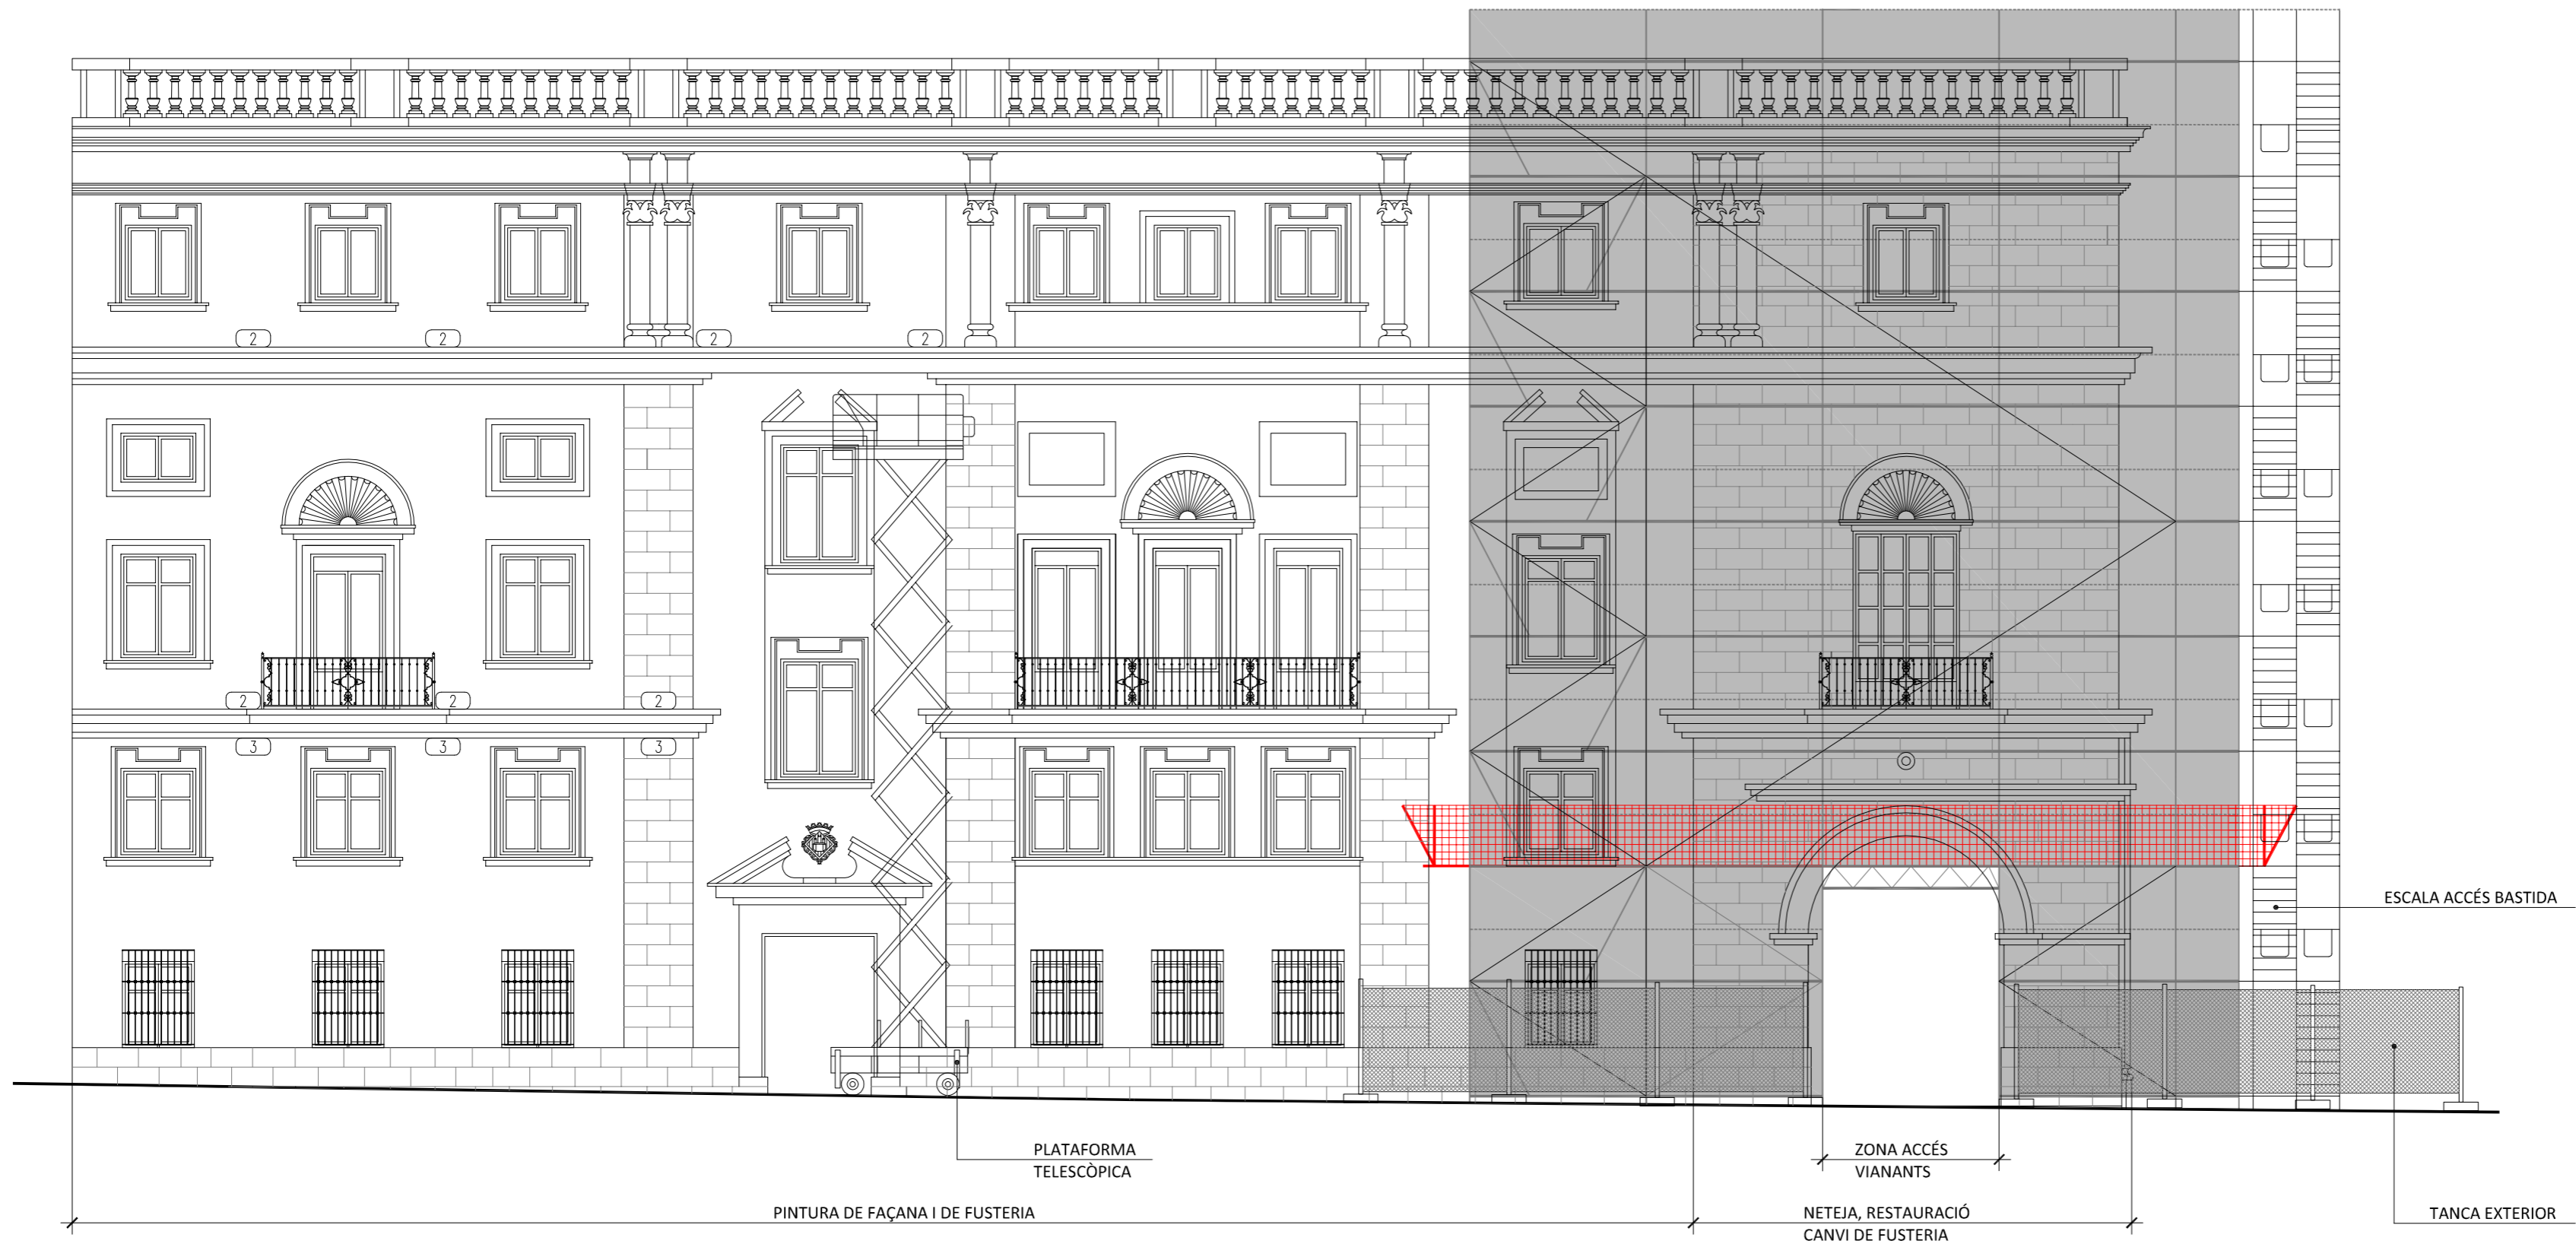 2 2 2 2
2 2 2
3 3 3
ESCALA ACCÉS BASTIDA
PLATAFORMA
TELESCÒPICA
ZONA ACCÉS
VIANANTS
PINTURA DE FAÇANA I DE FUSTERIA
NETEJA, RESTAURACIÓ
CANVI DE FUSTERIA
TANCA EXTERIOR